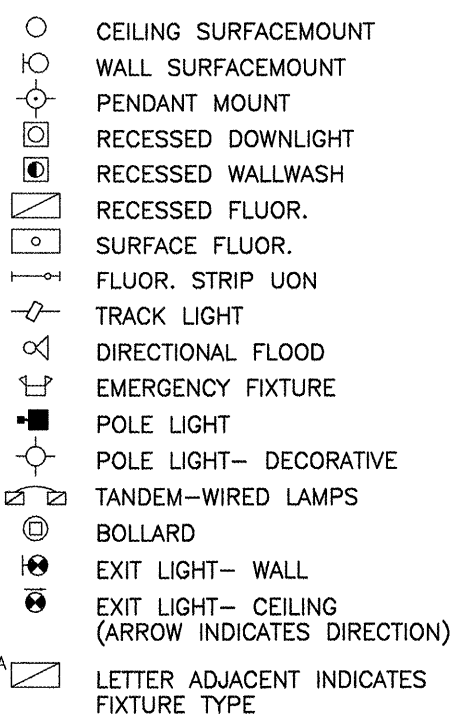 CEILING SURFACEMOUNT
WALL SURFACEMOUNT
PENDANT MOUNT
RECESSED DOWNLIGHT
RECESSED WALLWASH
RECESSED FLUOR.
SURFACE FLUOR.
FLUOR. STRIP UON
TRACK LIGHT
DIRECTIONAL FLOOD
EMERGENCY FIXTURE
POLE LIGHT
POLE LIGHT– DECORATIVE
TANDEM–WIRED LAMPS
BOLLARD
EXIT LIGHT– WALL
EXIT LIGHT– CEILING
(ARROW INDICATES DIRECTION)
A LETTER ADJACENT INDICATES
FIXTURE TYPE